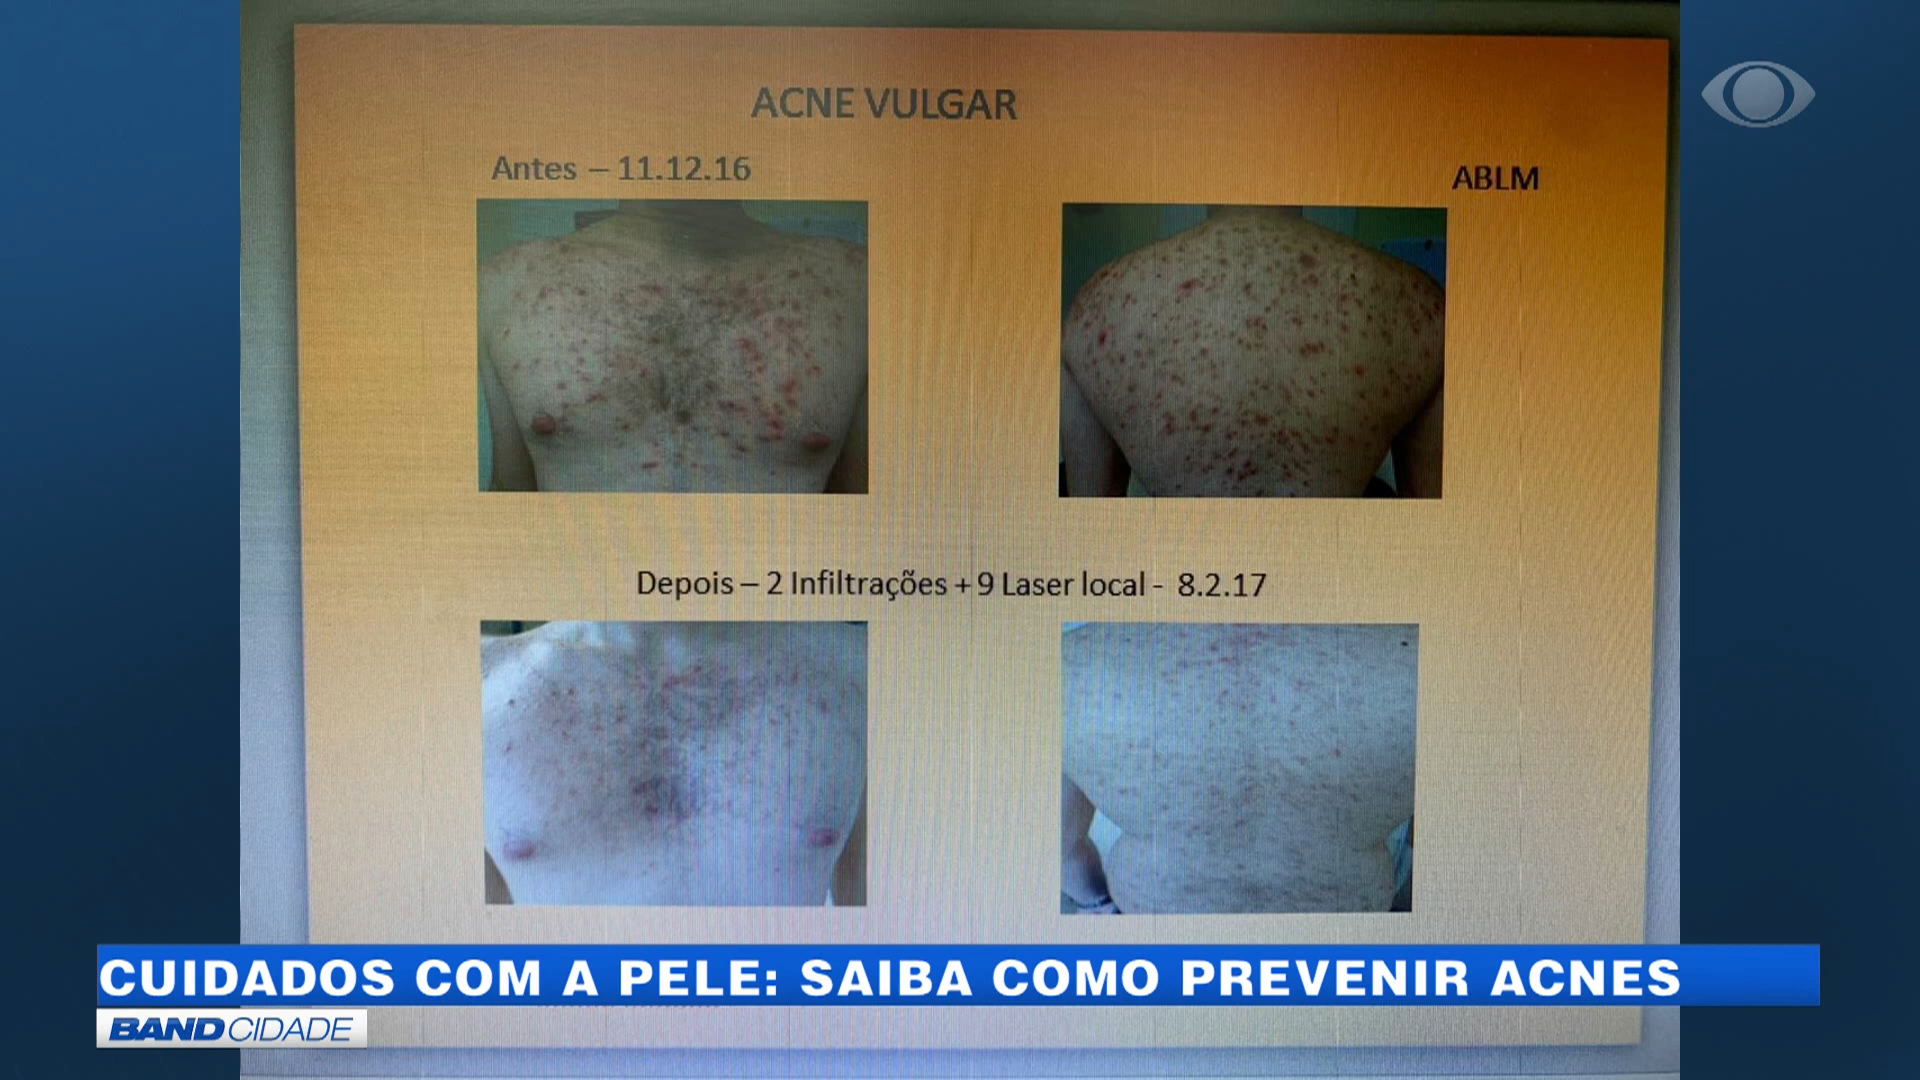 ACNE VULGAR
Antes – 11.12.16
ABLM
Depois – 2 Infiltrações + 9 Laser local - 8.2.17
CUIDADOS COM A PELE: SAIBA COMO PREVENIR ACNES
BAND CIDADE